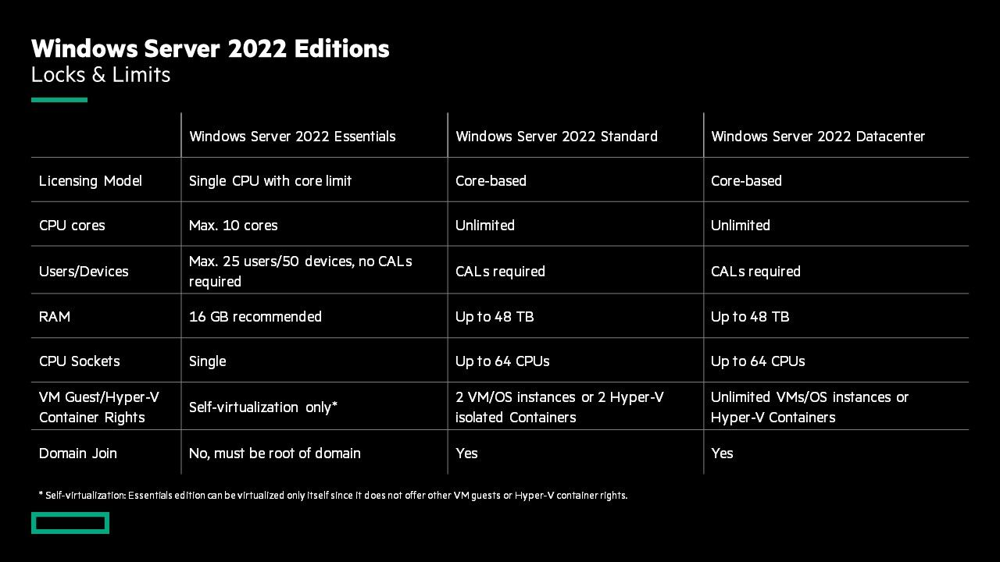 Windows Server 2022 Editions
Locks & Limits
Windows Server 2022 Essentials
Windows Server 2022 Standard
Windows Server 2022 Datacenter
Licensing Model
Single CPU with core limit
Core-based
Core-based
CPU cores
Max. 10 cores
Unlimited
Unlimited
Users/Devices
Max. 25 users/50 devices, no CALs
required
CALs required
CALs required
RAM
16 GB recommended
Up to 48 TB
Up to 48 TB
CPU Sockets
Single
Up to 64 CPUs
Up to 64 CPUs
VM Guest/Hyper-V
Container Rights
Self-virtualization only*
2 VM/OS instances or 2 Hyper-V
isolated Containers
Unlimited VMs/OS instances or
Hyper-V Containers
Domain Join
No, must be root of domain
Yes
Yes
* Self-virtualization: Essentials edition can be virtualized only itself since it does not offer other VM guests or Hyper-V container rights.